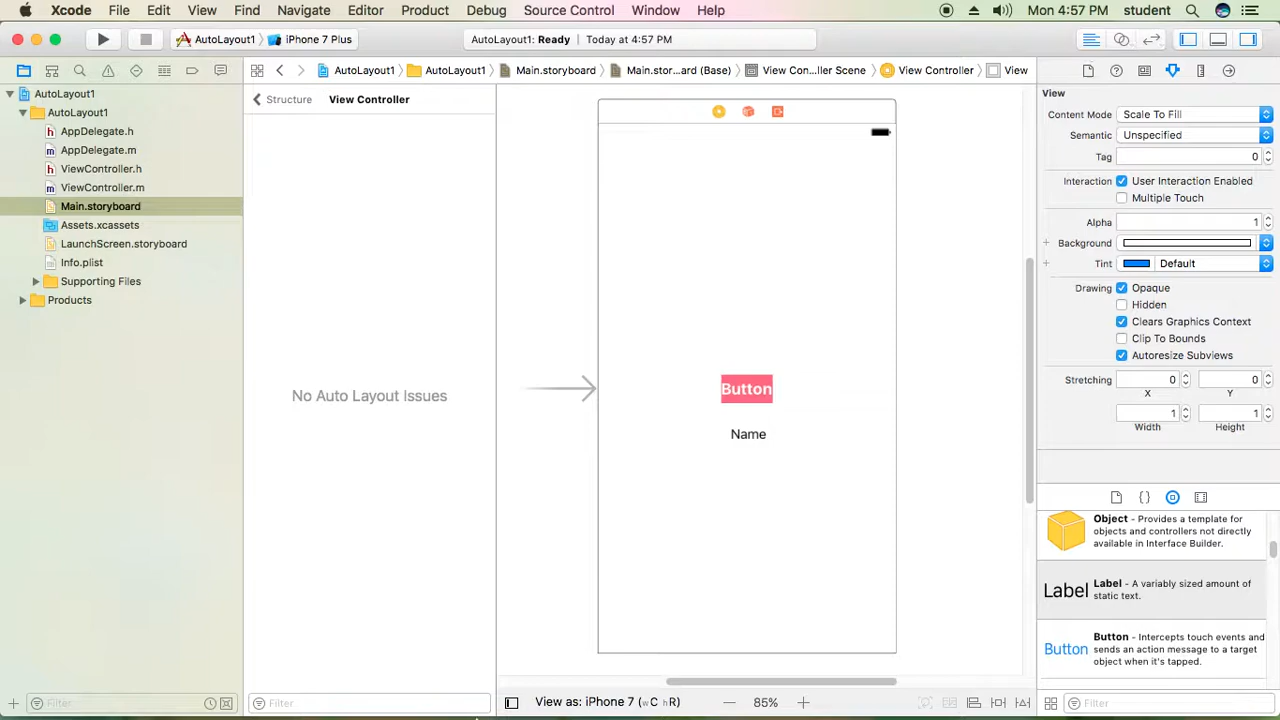 Xcode File Edit View Find Navigate Editor Product Debug Source Control Window Help Mon 4:57 PM student
AutoLayout1 iPhone 7 Plus AutoLayout1: Ready Today at 4:57 PM
AutoLayout1 AutoLayout1 Main.storyboard Main.stor...ard (Base) View Con...ller Scene View Controller View
AutoLayout1
AutoLayout1
AppDelegate.h
AppDelegate.m
ViewController.h
ViewController.m
Main.storyboard
Assets.xcassets
LaunchScreen.storyboard
Info.plist
Supporting Files
Products
Filter
Structure View Controller
No Auto Layout Issues
Filter
Button
Name
View as: iPhone 7 (wC hR) 85%
View
Content Mode Scale To Fill
Semantic Unspecified
Tag 0
Interaction User Interaction Enabled
Multiple Touch
Alpha 1
Background
Tint Default
Drawing Opaque
Hidden
Clears Graphics Context
Clip To Bounds
Autoresize Subviews
Stretching 0 0
X Y
1 1
Width Height
Object - Provides a template for
objects and controllers not directly
available in Interface Builder.
Label
Label - A variably sized amount of
static text.
Button
Button - Intercepts touch events and
sends an action message to a target
object when it's tapped.
Filter